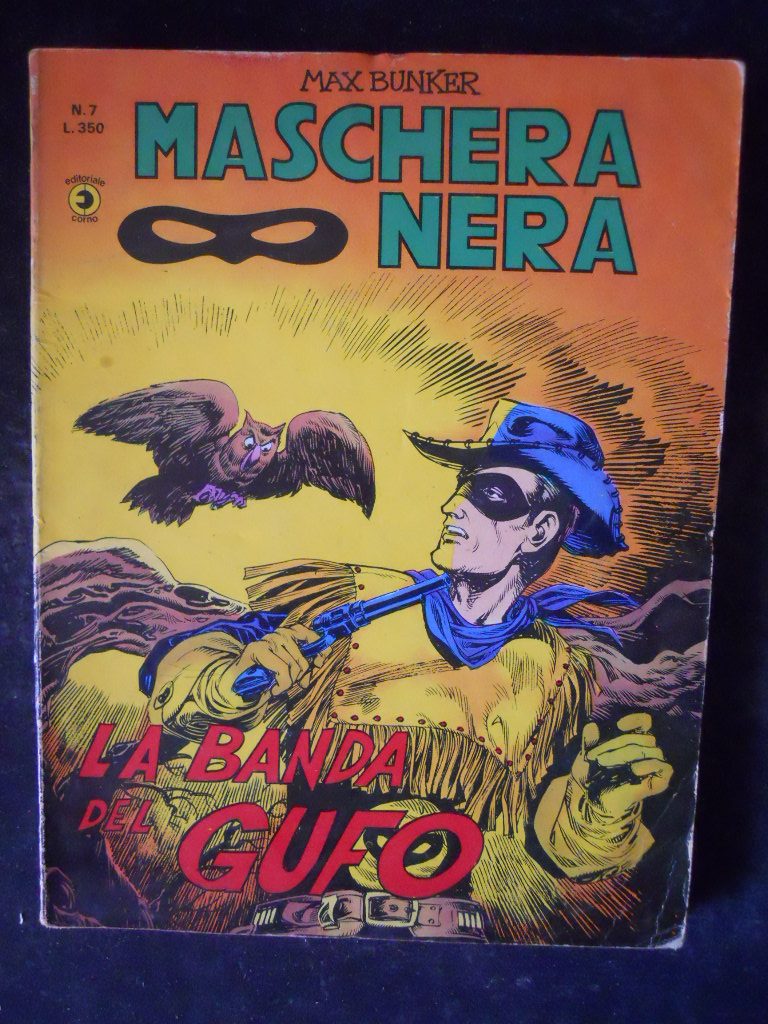 MAX BUNKER
N.7
L.350
MASCHERA
NERA
editoriale
corno
LA BANDA
DEL
GUFO